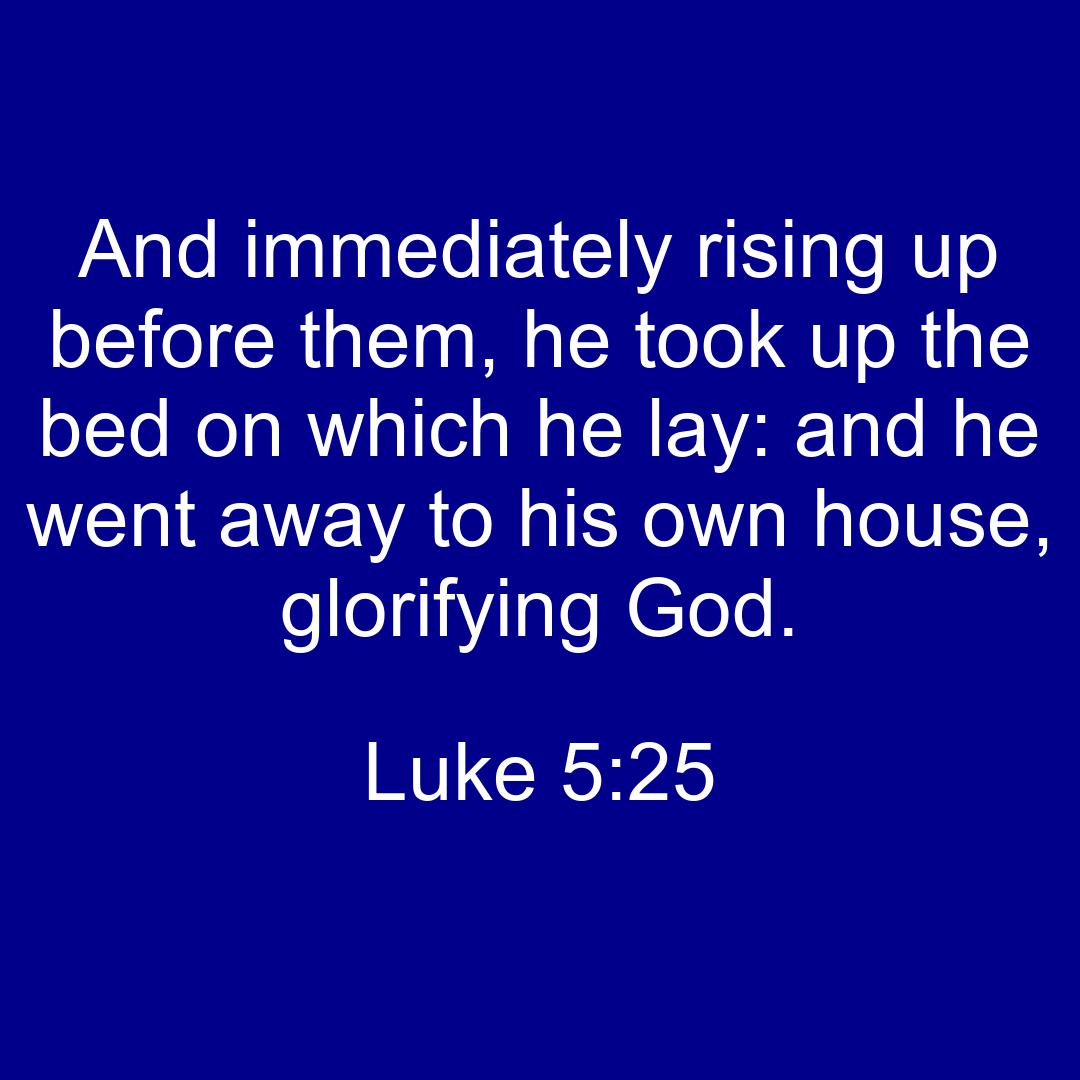 And immediately rising up
before them, he took up the
bed on which he lay: and he
went away to his own house,
glorifying God.
Luke 5:25